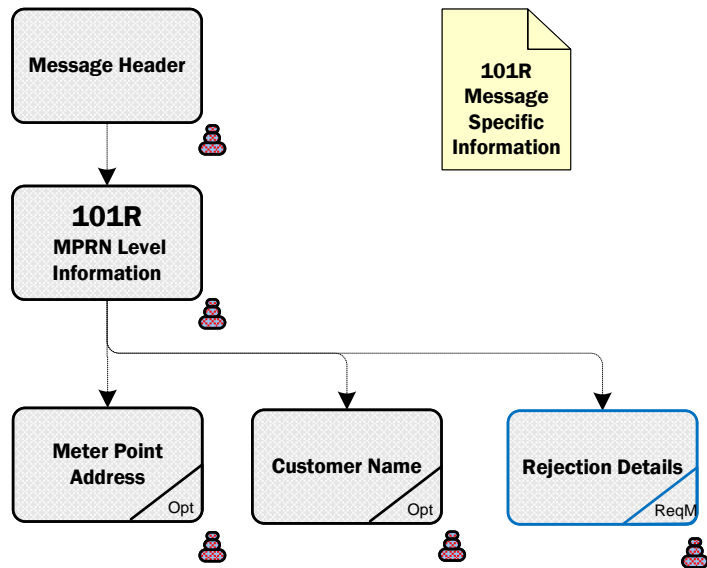 Message Header
101R
Message
Specific
Information
101R
MPRN Level
Information
Meter Point
Address
Opt
Customer Name
Opt
Rejection Details
ReqM